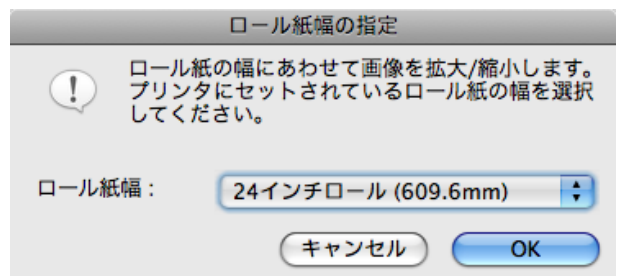 ロール紙幅の指定
ロール紙の幅にあわせて画像を拡大/縮小します。
プリンタにセットされているロール紙の幅を選択
してください。
ロール紙幅 : 24インチロール (609.6mm)
キャンセル OK